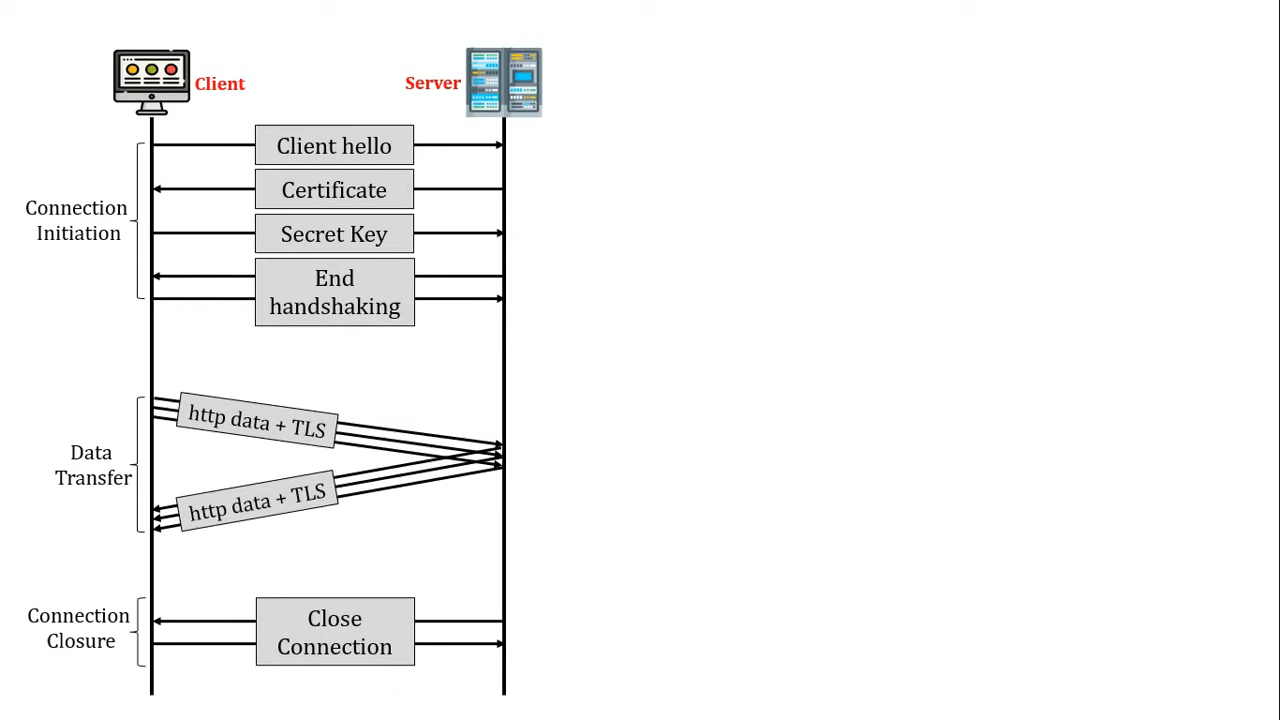 Client
Server
Client hello
Certificate
Connection
Initiation
Secret Key
End
handshaking
http data + TLS
Data
Transfer
http data + TLS
Connection
Closure
Close
Connection